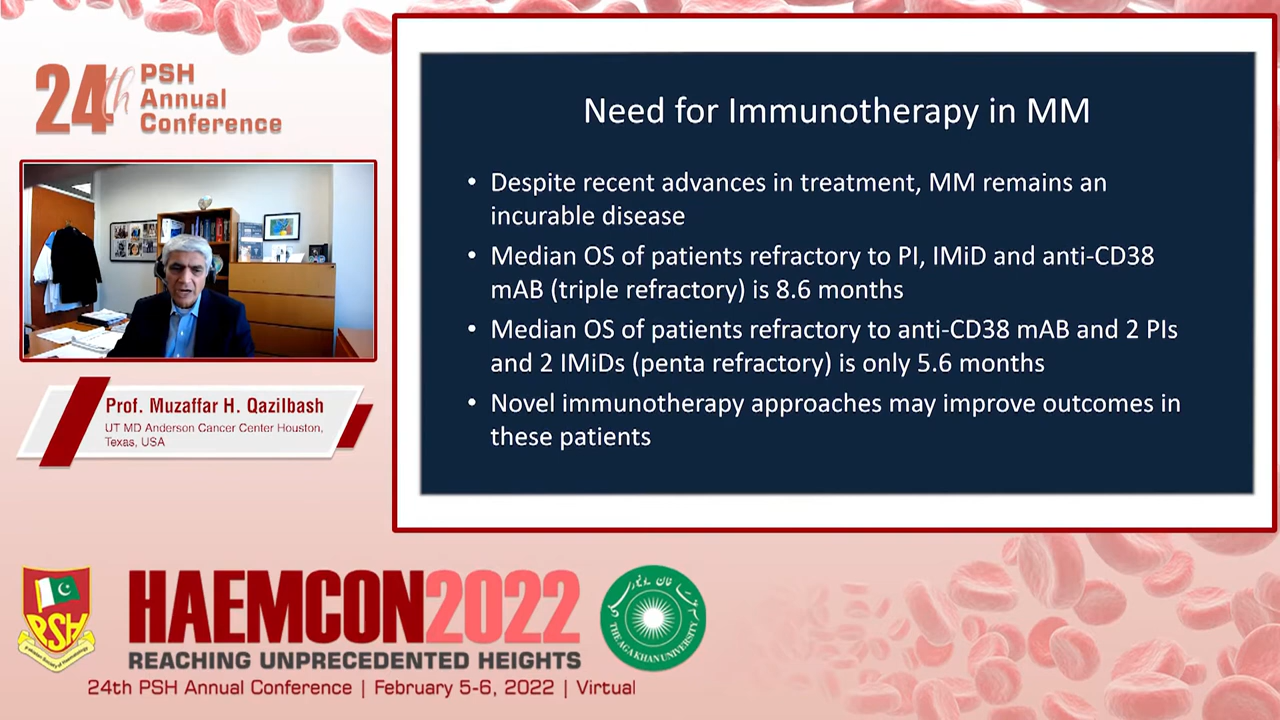 24th PSH
Annual
Conference
Prof. Muzaffar H. Qazilbash
UT MD Anderson Cancer Center Houston,
Texas, USA
Need for Immunotherapy in MM
• Despite recent advances in treatment, MM remains an
incurable disease
• Median OS of patients refractory to PI, IMiD and anti-CD38
mAB (triple refractory) is 8.6 months
• Median OS of patients refractory to anti-CD38 mAB and 2 PIs
and 2 IMiDs (penta refractory) is only 5.6 months
• Novel immunotherapy approaches may improve outcomes in
these patients
PSH
Pakistan Society of Haematology
HAEMCON2022
REACHING UNPRECEDENTED HEIGHTS
24th PSH Annual Conference | February 5-6, 2022 | Virtual
THE AGA KHAN UNIVERSITY